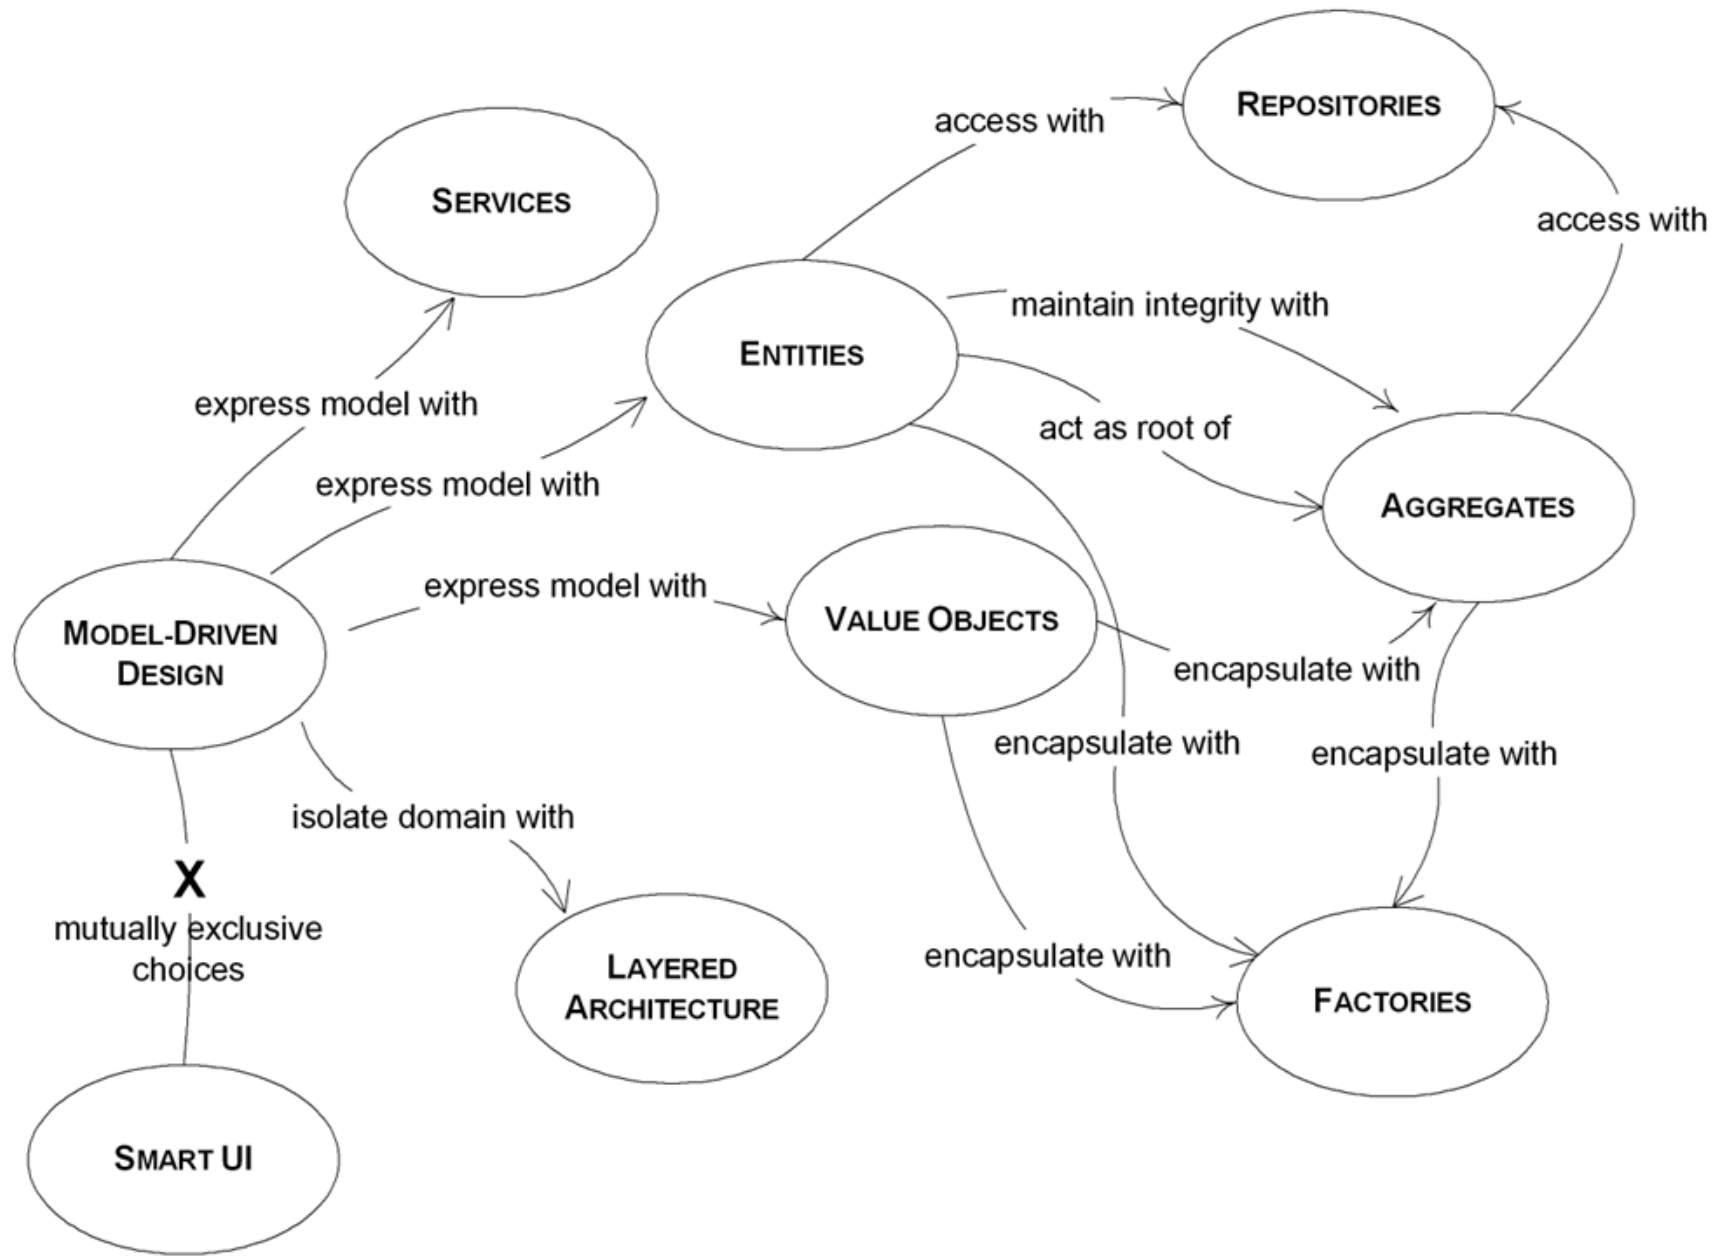 REPOSITORIES
access with
SERVICES
access with
maintain integrity with
ENTITIES
express model with
act as root of
express model with
AGGREGATES
express model with
VALUE OBJECTS
MODEL-DRIVEN
DESIGN
encapsulate with
encapsulate with
encapsulate with
isolate domain with
X
mutually exclusive
choices
encapsulate with
LAYERED
ARCHITECTURE
FACTORIES
SMART UI